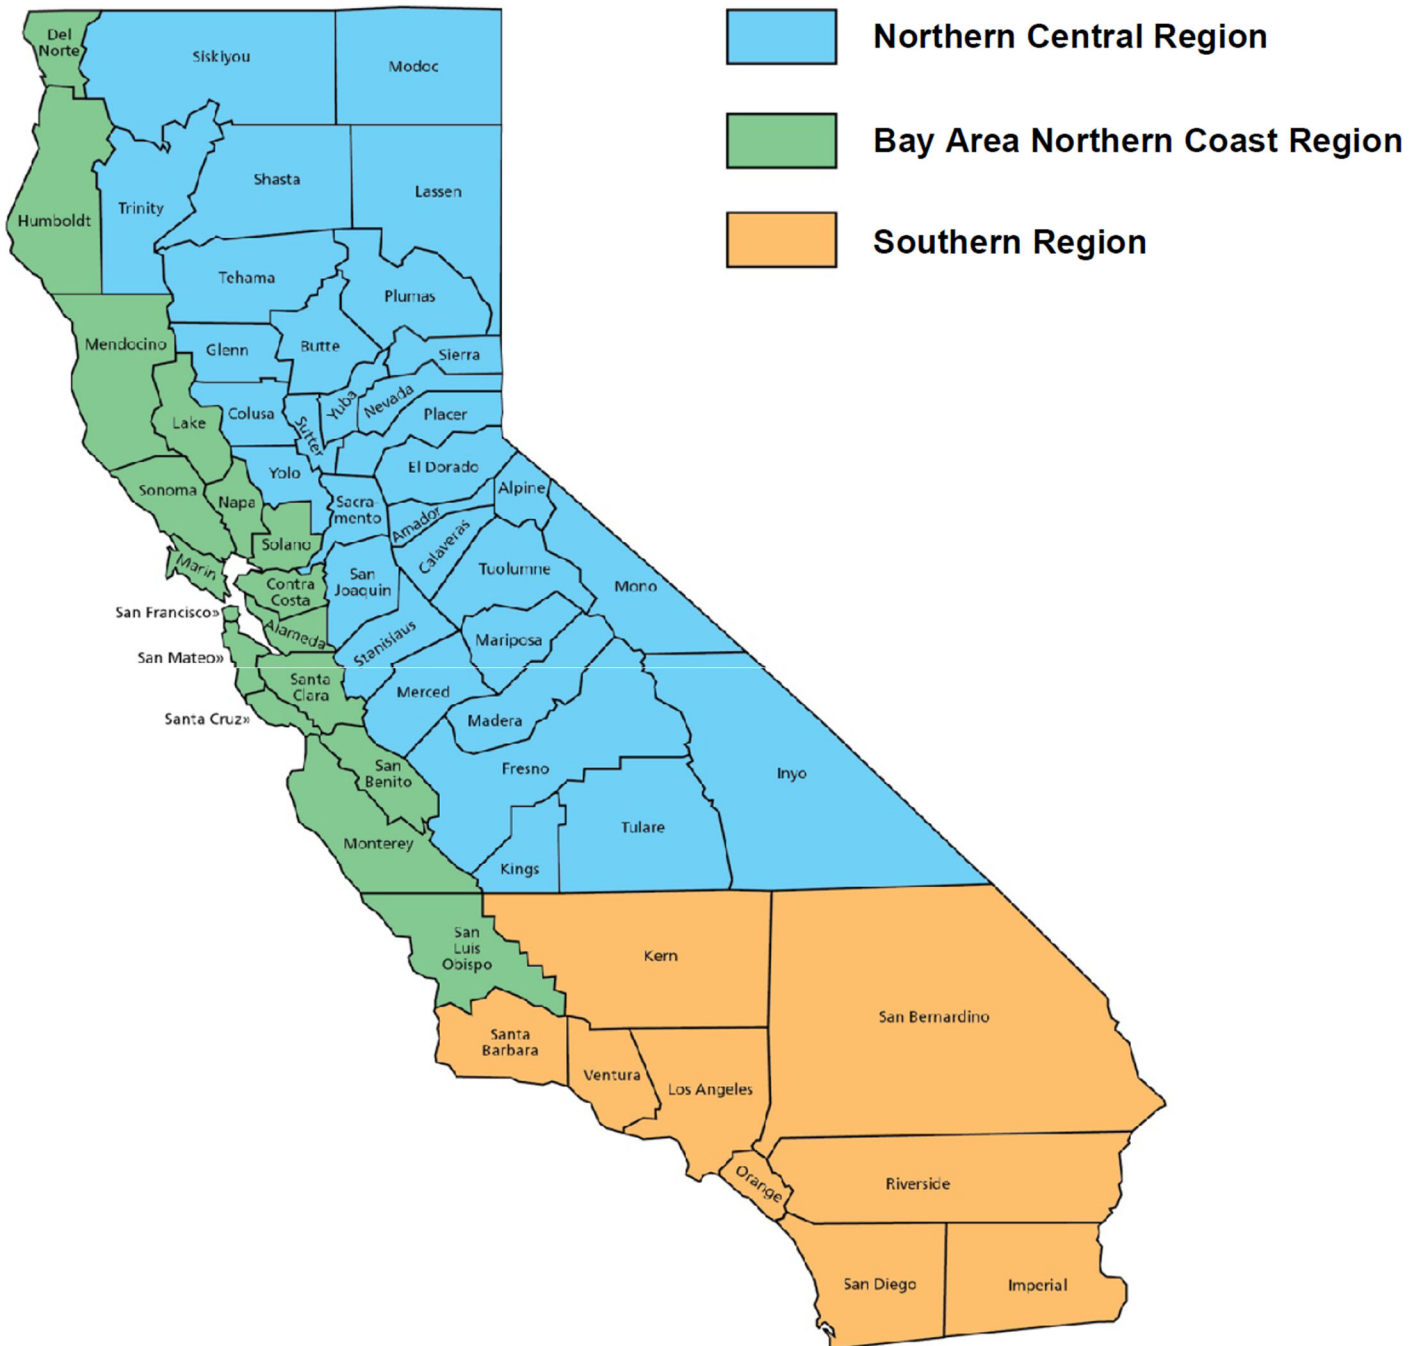 Northern Central Region
Bay Area Northern Coast Region
Southern Region
Del
Norte
Siskiyou
Modoc
Humboldt
Trinity
Shasta
Lassen
Tehama
Plumas
Mendocino
Glenn
Butte
Sierra
Lake
Colusa
Sutter
Yuba
Nevada
Placer
Sonoma
Napa
Yolo
El Dorado
Alpine
Sacra-
mento
Amador
Calaveras
Solano
Marin
Contra
Costa
San
Joaquin
Tuolumne
Mono
San Francisco»
Alameda
Stanislaus
Mariposa
San Mateo»
Santa
Clara
Merced
Madera
Santa Cruz»
San
Benito
Fresno
Inyo
Monterey
Kings
Tulare
San
Luis
Obispo
Kern
San Bernardino
Santa
Barbara
Ventura
Los Angeles
Orange
Riverside
San Diego
Imperial